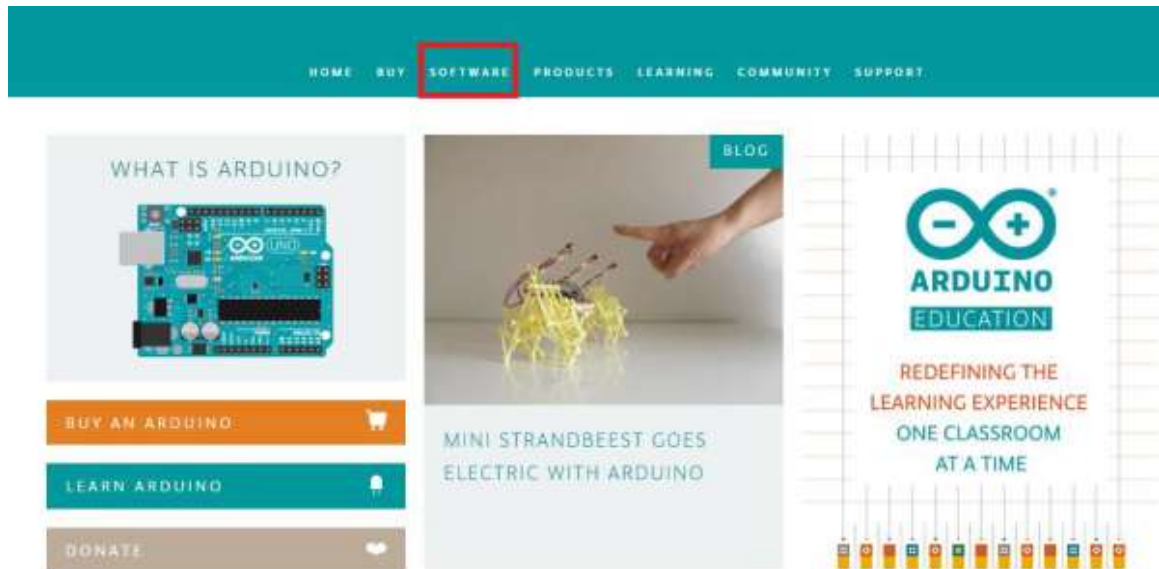 HOME BUY SOFTWARE PRODUCTS LEARNING COMMUNITY SUPPORT
WHAT IS ARDUINO?
UNO
BUY AN ARDUINO
LEARN ARDUINO
DONATE
BLOG
MINI STRANDBEEST GOES
ELECTRIC WITH ARDUINO
ARDUINO
EDUCATION
REDEFINING THE
LEARNING EXPERIENCE
ONE CLASSROOM
AT A TIME